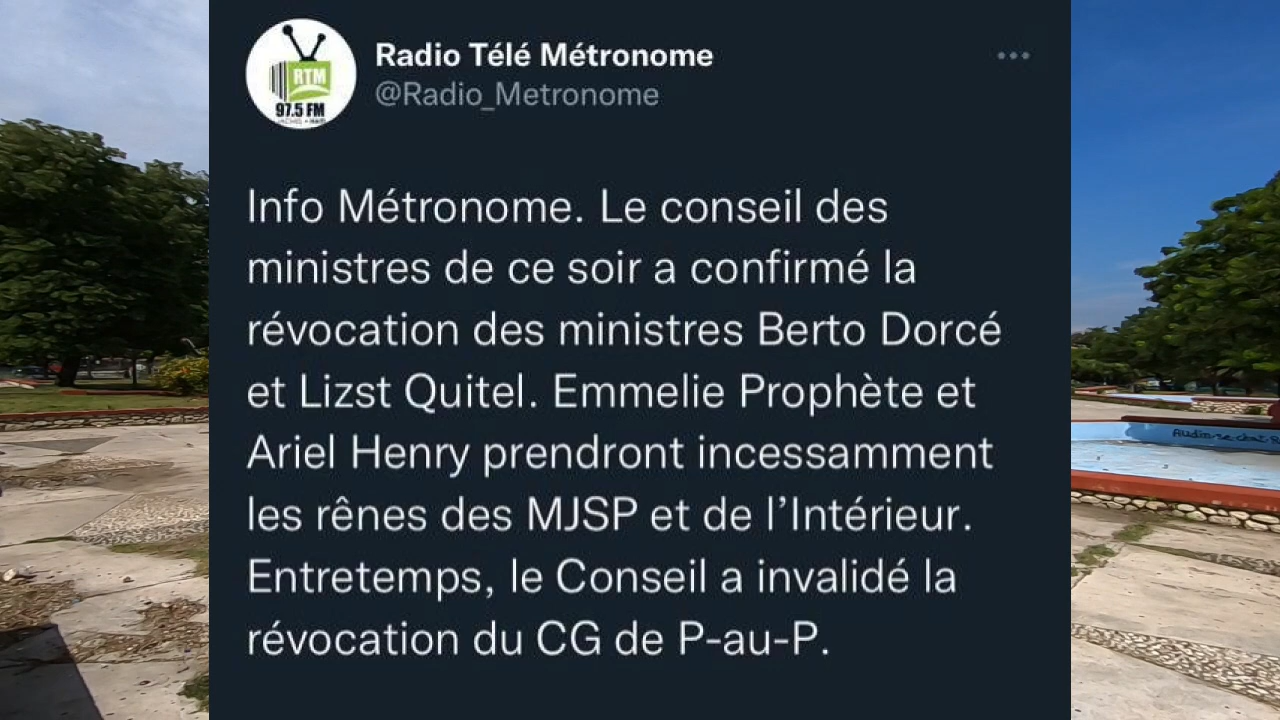 RTM
97.5 FM
Radio Télé Métronome
@Radio_Metronome
Info Métronome. Le conseil des
ministres de ce soir a confirmé la
révocation des ministres Berto Dorcé
et Lizst Quitel. Emmelie Prophète et
Ariel Henry prendront incessamment
les rênes des MJSP et de l’Intérieur.
Entretemps, le Conseil a invalidé la
révocation du CG de P-au-P.